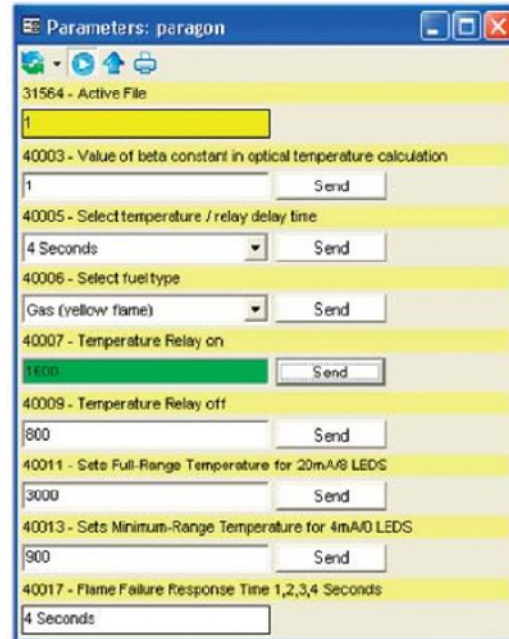 Parameters: paragon
31564 - Active File
1
40003 - Value of beta constant in optical temperature calculation
1 Send
40005 - Select temperature / relay delay time
4 Seconds Send
40006 - Select fuel type
Gas (yellow flame) Send
40007 - Temperature Relay on
1600 Send
40009 - Temperature Relay off
800 Send
40011 - Sets Full-Range Temperature for 20mA/8 LEDS
3000 Send
40013 - Sets Minimum-Range Temperature for 4mA/0 LEDS
900 Send
40017 - Flame Failure Response Time 1,2,3,4 Seconds
4 Seconds